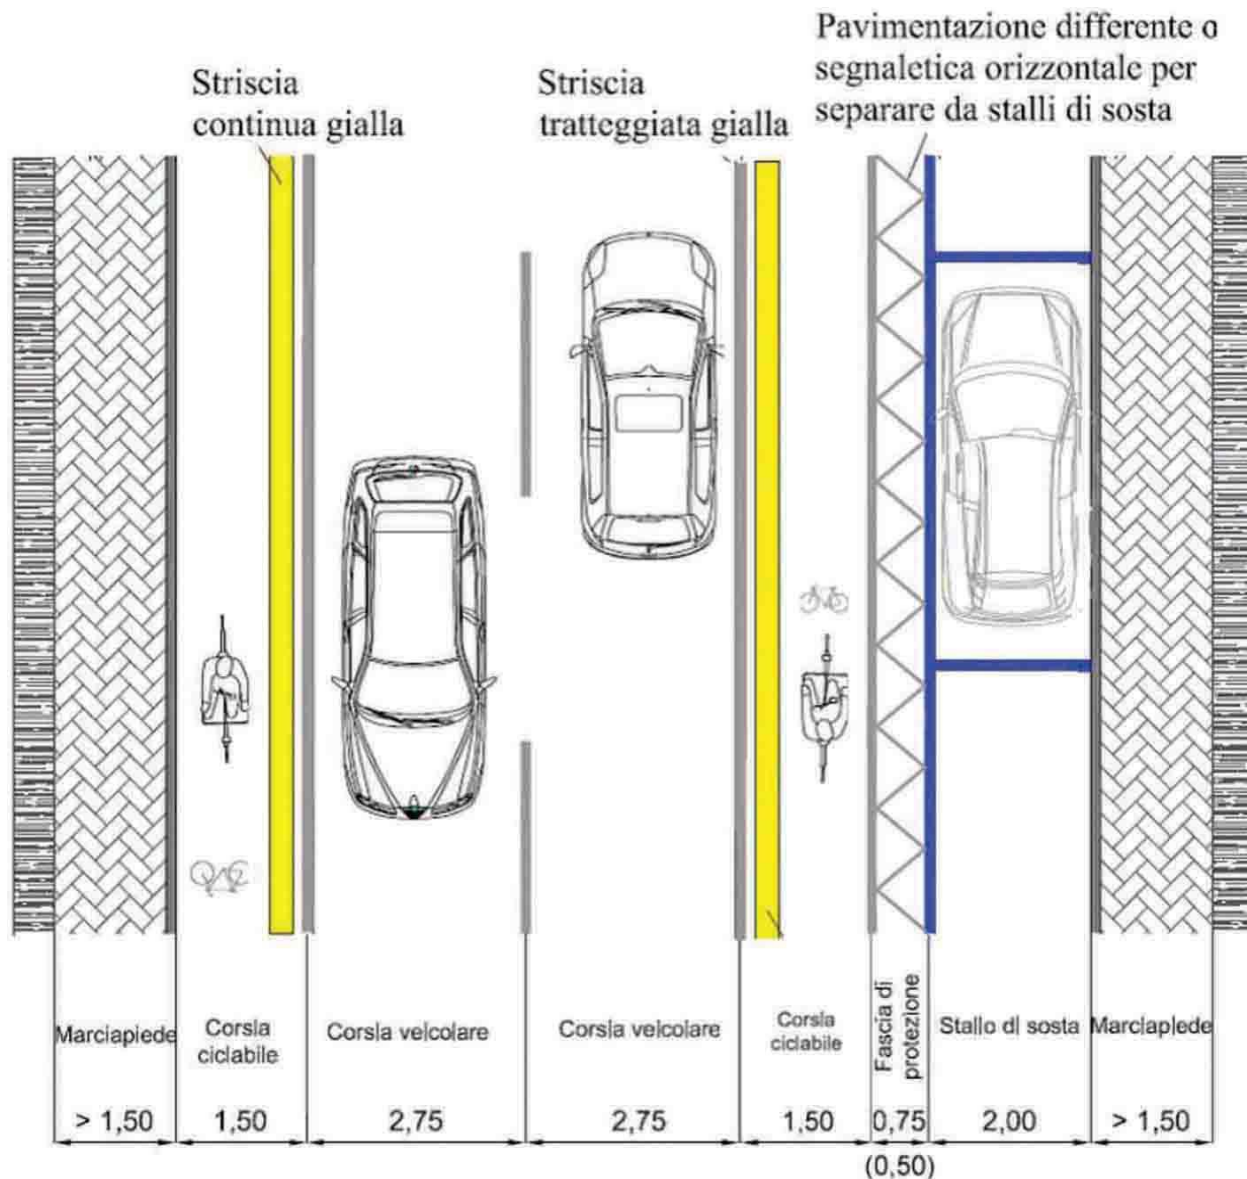 Pavimentazione differente o
segnaletica orizzontale per
separare da stalli di sosta
Striscia
continua gialla
Striscia
tratteggiata gialla
Marciapiede
Corsia
ciclabile
Corsia veicolare
Corsia veicolare
Corsia
ciclabile
Fascia di
protezione
Stallo di sosta
Marciapiede
> 1,50
1,50
2,75
2,75
1,50
0,75
2,00
> 1,50
(0,50)